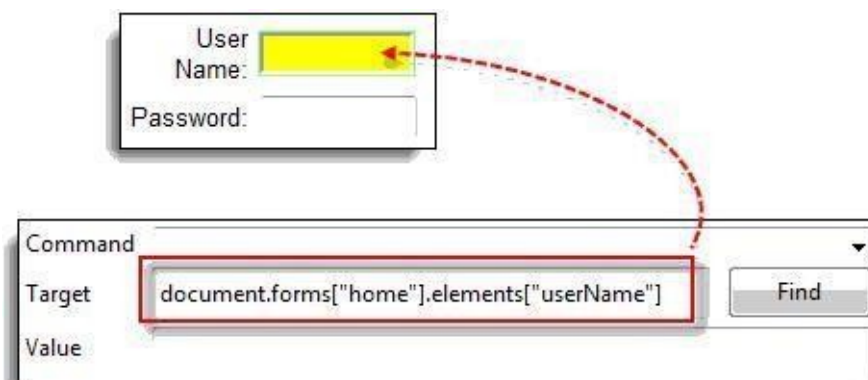 User
Name:
Password:
Command
Target document.forms["home"].elements["userName"] Find
Value